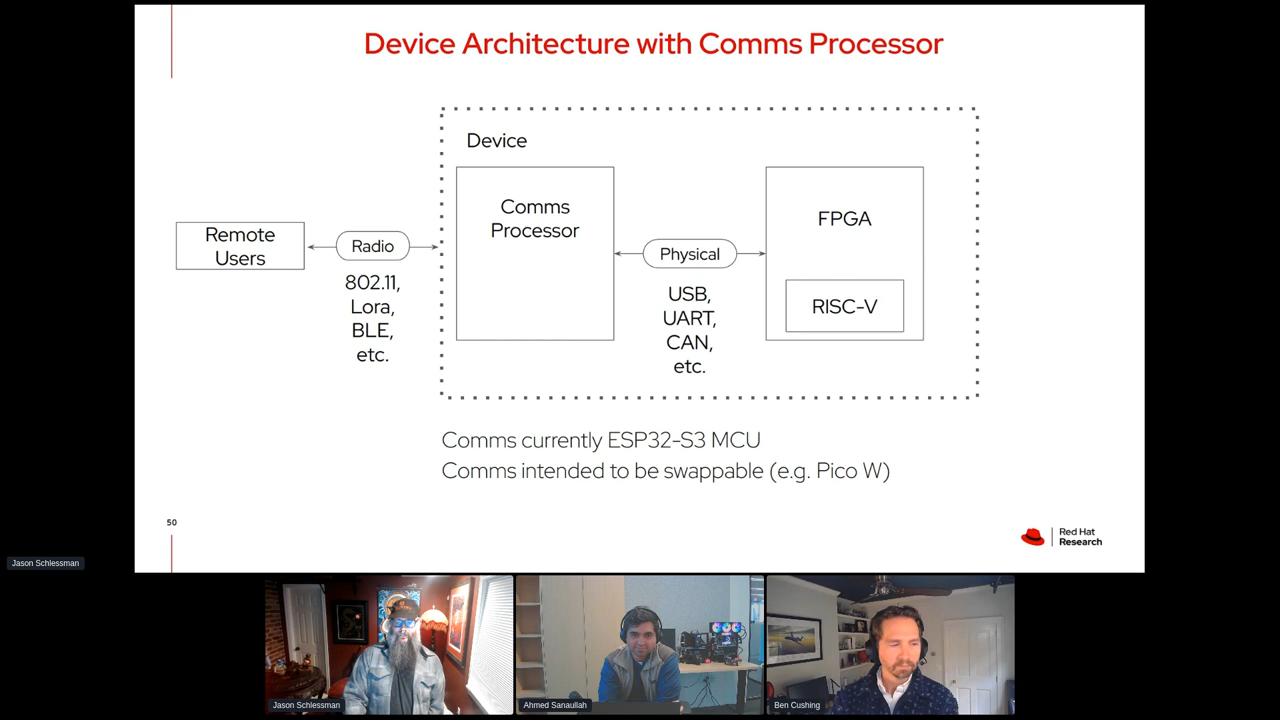 Device Architecture with Comms Processor
Device
Remote
Users
Radio
802.11,
Lora,
BLE,
etc.
Comms
Processor
Physical
USB,
UART,
CAN,
etc.
FPGA
RISC-V
Comms currently ESP32-S3 MCU
Comms intended to be swappable (e.g. Pico W)
50
Red Hat
Research
Jason Schlessman
Jason Schlessman
Ahmed Sanaullah
Ben Cushing